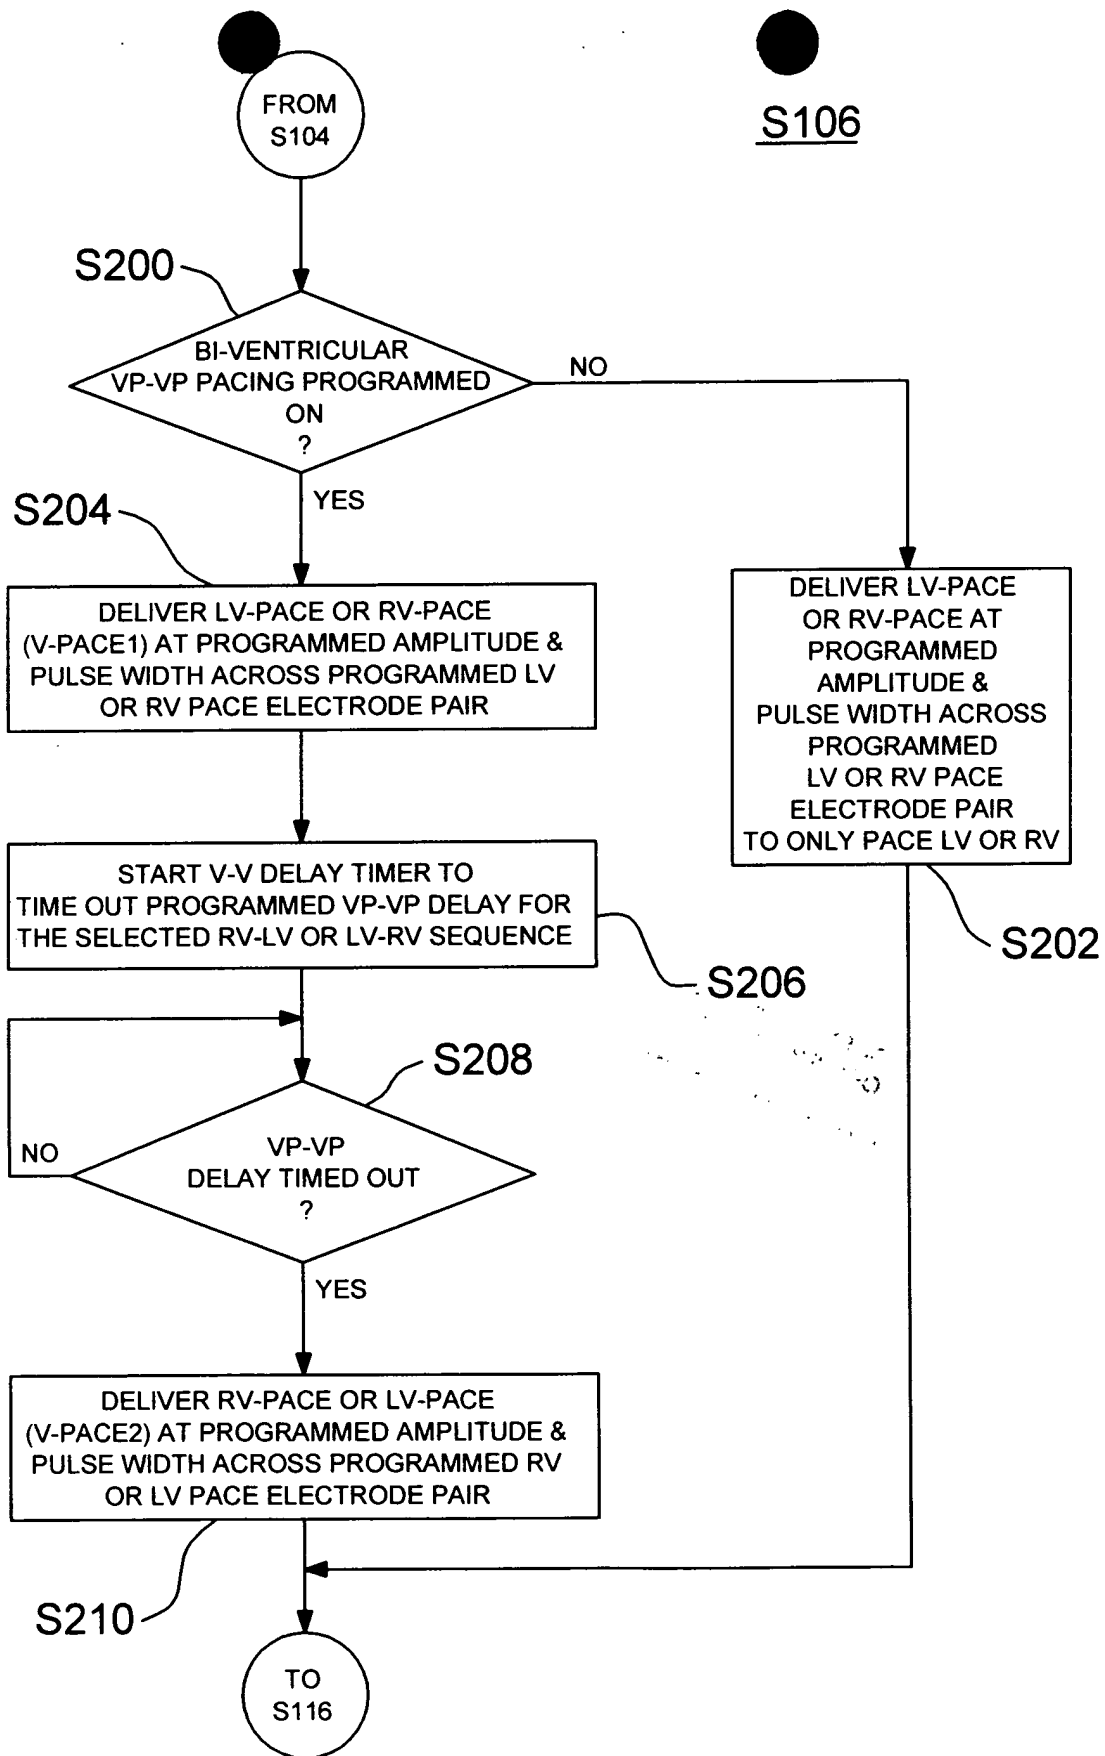 FROM
S104
S106
S200
BI-VENTRICULAR
VP-VP PACING PROGRAMMED
ON
?
NO
YES
S204
DELIVER LV-PACE OR RV-PACE
(V-PACE1) AT PROGRAMMED AMPLITUDE &
PULSE WIDTH ACROSS PROGRAMMED LV
OR RV PACE ELECTRODE PAIR
DELIVER LV-PACE
OR RV-PACE AT
PROGRAMMED
AMPLITUDE &
PULSE WIDTH ACROSS
PROGRAMMED
LV OR RV PACE
ELECTRODE PAIR
TO ONLY PACE LV OR RV
S202
START V-V DELAY TIMER TO
TIME OUT PROGRAMMED VP-VP DELAY FOR
THE SELECTED RV-LV OR LV-RV SEQUENCE
S206
S208
VP-VP
DELAY TIMED OUT
?
NO
YES
DELIVER RV-PACE OR LV-PACE
(V-PACE2) AT PROGRAMMED AMPLITUDE &
PULSE WIDTH ACROSS PROGRAMMED RV
OR LV PACE ELECTRODE PAIR
S210
TO
S116